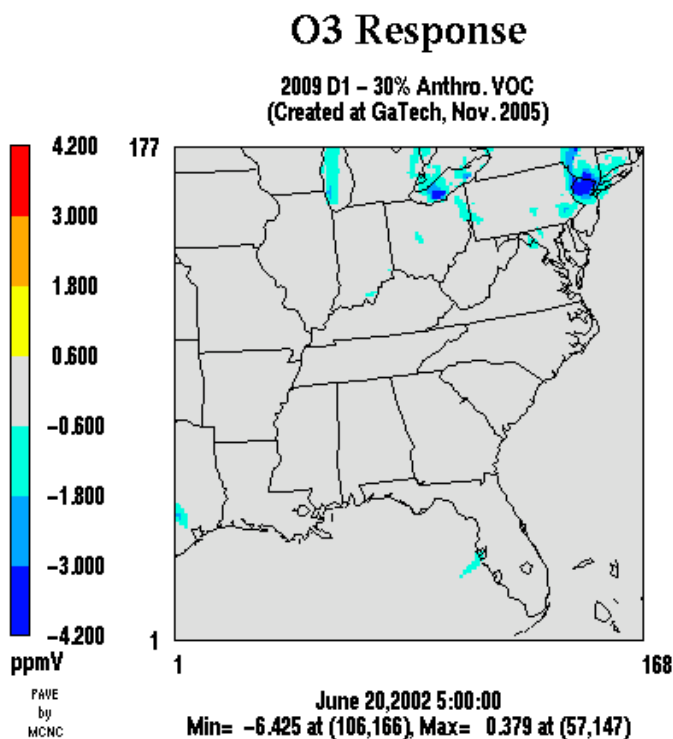 O3 Response
2009 D1 – 30% Anthro. VOC
(Created at GaTech, Nov. 2005)
4.200
3.000
1.800
0.600
−0.600
−1.800
−3.000
−4.200
ppmV
PAVE
by
MCNC
177
1
1 168
June 20,2002 5:00:00
Min= −6.425 at (106,166), Max= 0.379 at (57,147)